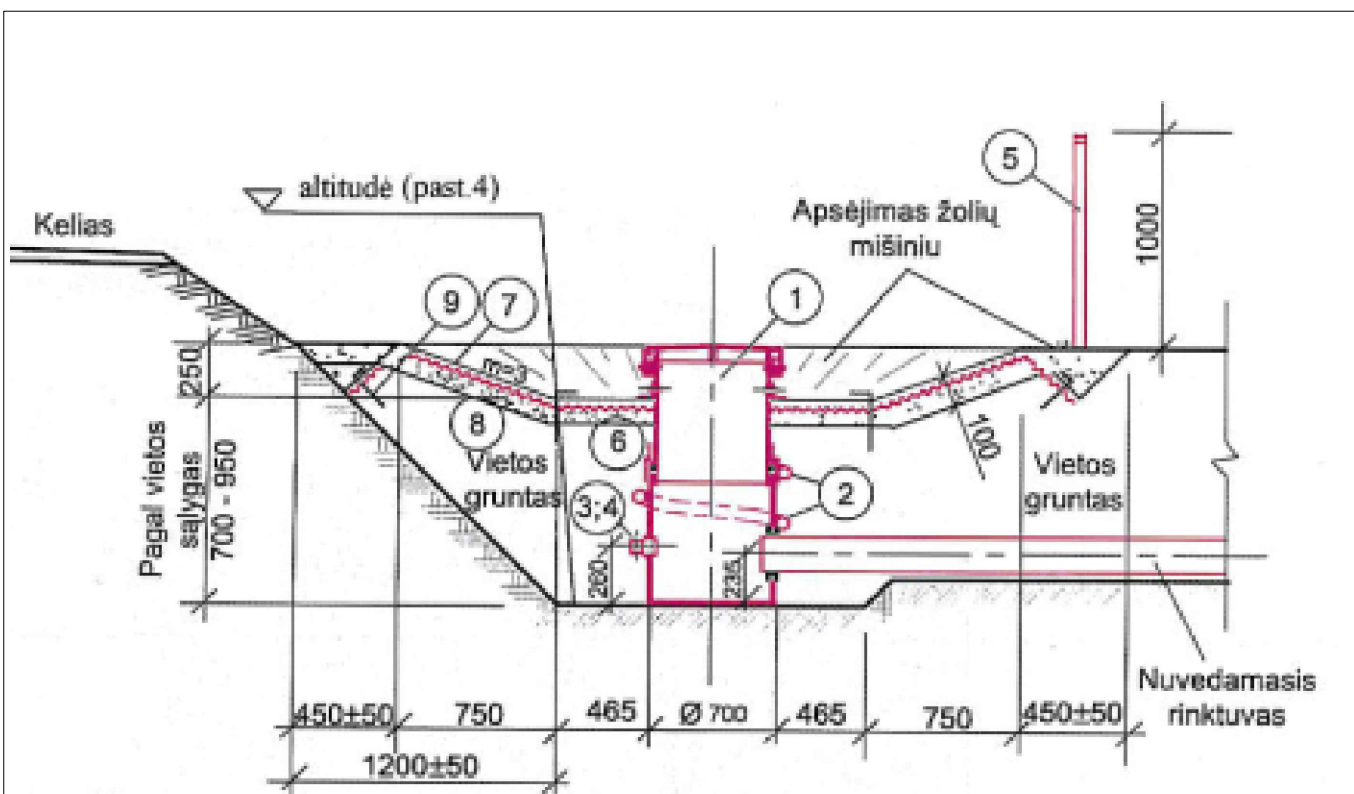 5
altitudė (past.4)
Kelias
Apsėjimas žolių
mišiniu
1000
9
7
1
m=3
250
8
6
100
Vietos
gruntas
Vietos
gruntas
2
3;4
Pagal vietos
sąlygas
700 - 950
260
235
Nuvedamasis
rinktuvas
450±50
750
465
Ø 700
465
750
450±50
1200±50